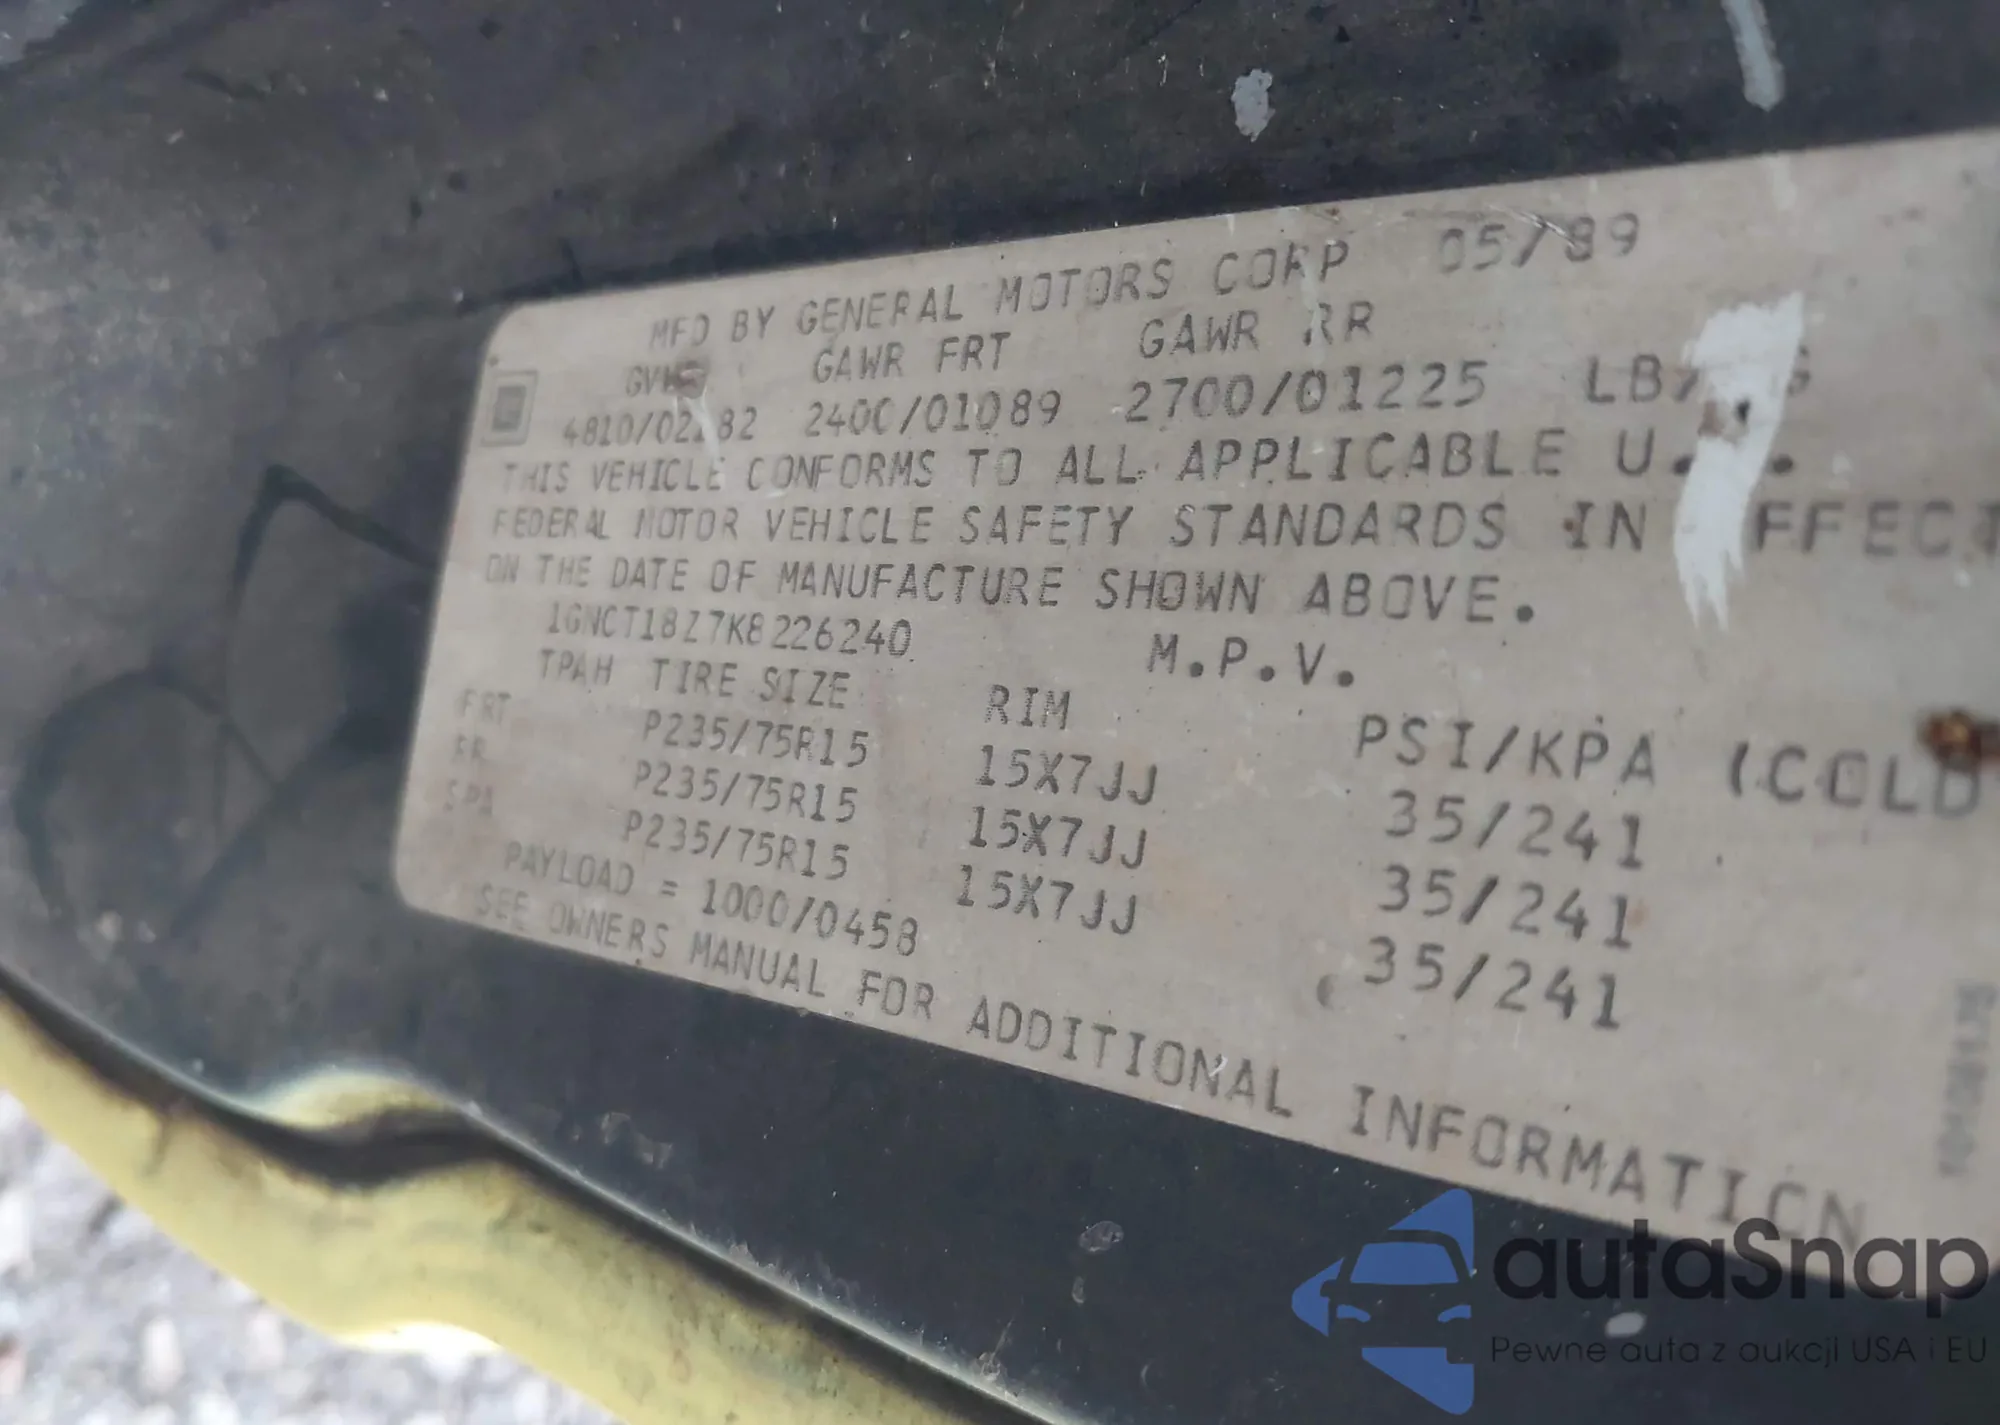 MFD BY GENERAL MOTORS CORP 05/89
GVWR GAWR FRT GAWR RR
4810/02182 2400/01089 2700/01225 LB/KG
THIS VEHICLE CONFORMS TO ALL APPLICABLE U.S.
FEDERAL MOTOR VEHICLE SAFETY STANDARDS IN EFFECT
ON THE DATE OF MANUFACTURE SHOWN ABOVE.
1GNCT18Z7K8226240 M.P.V.
TPAH TIRE SIZE RIM PSI/KPA (COLD
FRT P235/75R15 15X7JJ 35/241
RR P235/75R15 15X7JJ 35/241
SPA P235/75R15 15X7JJ 35/241
PAYLOAD = 1000/0458
SEE OWNERS MANUAL FOR ADDITIONAL INFORMATION
autaSnap
Pewne auta z aukcji USA i EU